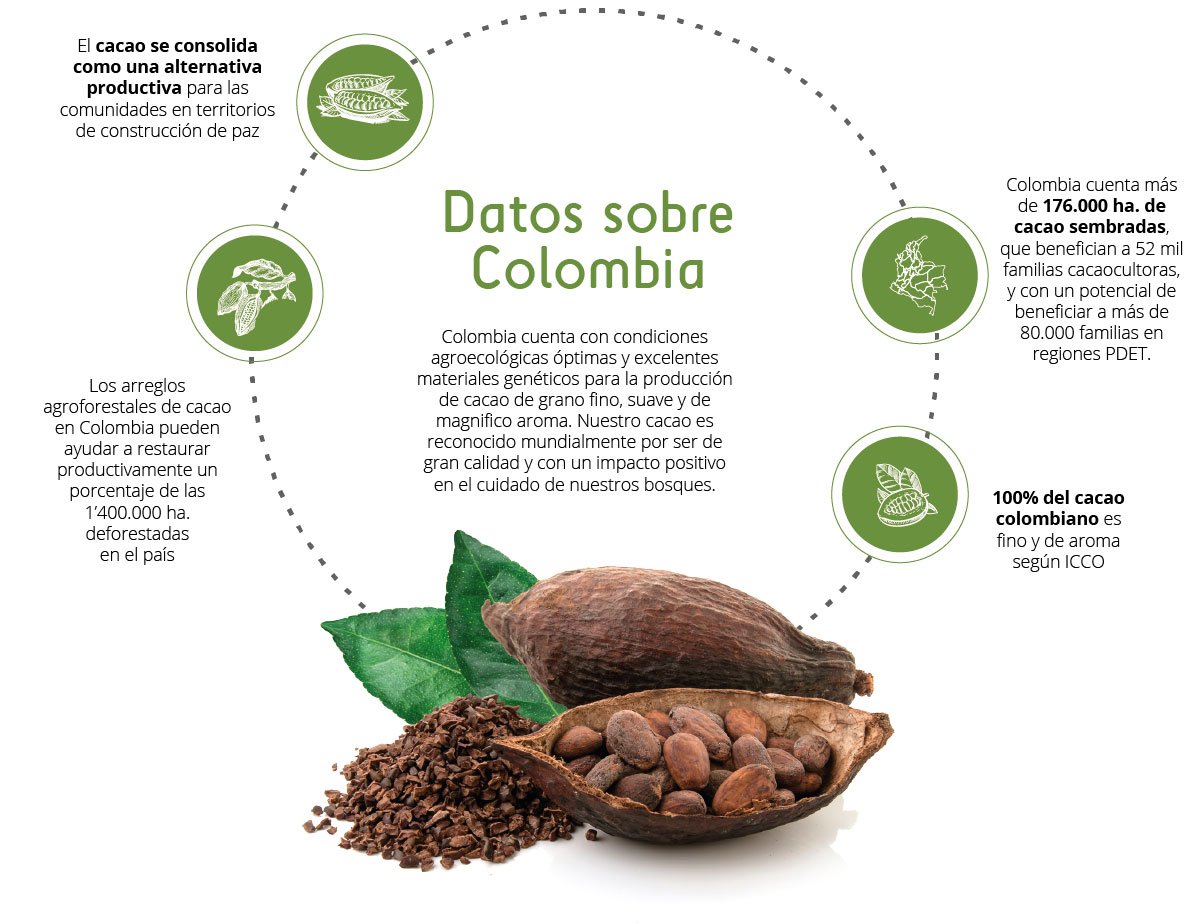 El cacao se consolida
como una alternativa
productiva para las
comunidades en territorios
de construcción de paz
Datos sobre
Colombia
Colombia cuenta con condiciones
agroecológicas óptimas y excelentes
materiales genéticos para la producción
de cacao de grano fino, suave y de
magnifico aroma. Nuestro cacao es
reconocido mundialmente por ser de
gran calidad y con un impacto positivo
en el cuidado de nuestros bosques.
Colombia cuenta más
de 176.000 ha. de
cacao sembradas,
que benefician a 52 mil
familias cacaocultoras,
y con un potencial de
beneficiar a más de
80.000 familias en
regiones PDET.
Los arreglos
agroforestales de cacao
en Colombia pueden
ayudar a restaurar
productivamente un
porcentaje de las
1’400.000 ha.
deforestadas
en el país
100% del cacao
colombiano es
fino y de aroma
según ICCO